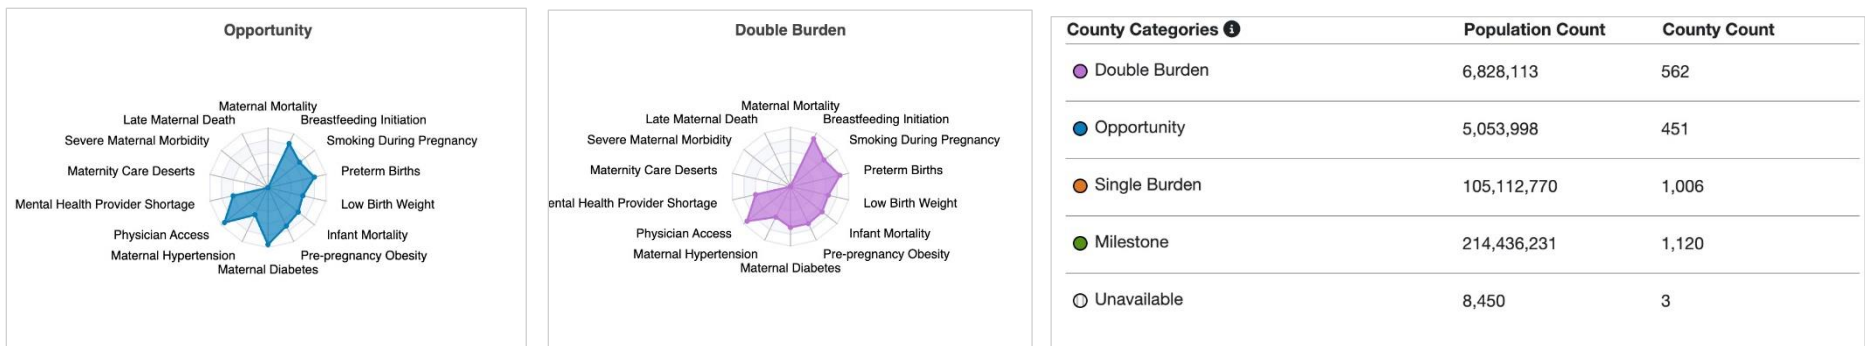 Opportunity
Maternal Mortality
Late Maternal Death
Breastfeeding Initiation
Severe Maternal Morbidity
Smoking During Pregnancy
Maternity Care Deserts
Preterm Births
Mental Health Provider Shortage
Low Birth Weight
Physician Access
Infant Mortality
Maternal Hypertension
Pre-pregnancy Obesity
Maternal Diabetes
Double Burden
Maternal Mortality
Late Maternal Death
Breastfeeding Initiation
Severe Maternal Morbidity
Smoking During Pregnancy
Maternity Care Deserts
Preterm Births
ental Health Provider Shortage
Low Birth Weight
Physician Access
Infant Mortality
Maternal Hypertension
Pre-pregnancy Obesity
Maternal Diabetes
County Categories i Population Count County Count
Double Burden 6,828,113 562
Opportunity 5,053,998 451
Single Burden 105,112,770 1,006
Milestone 214,436,231 1,120
Unavailable 8,450 3